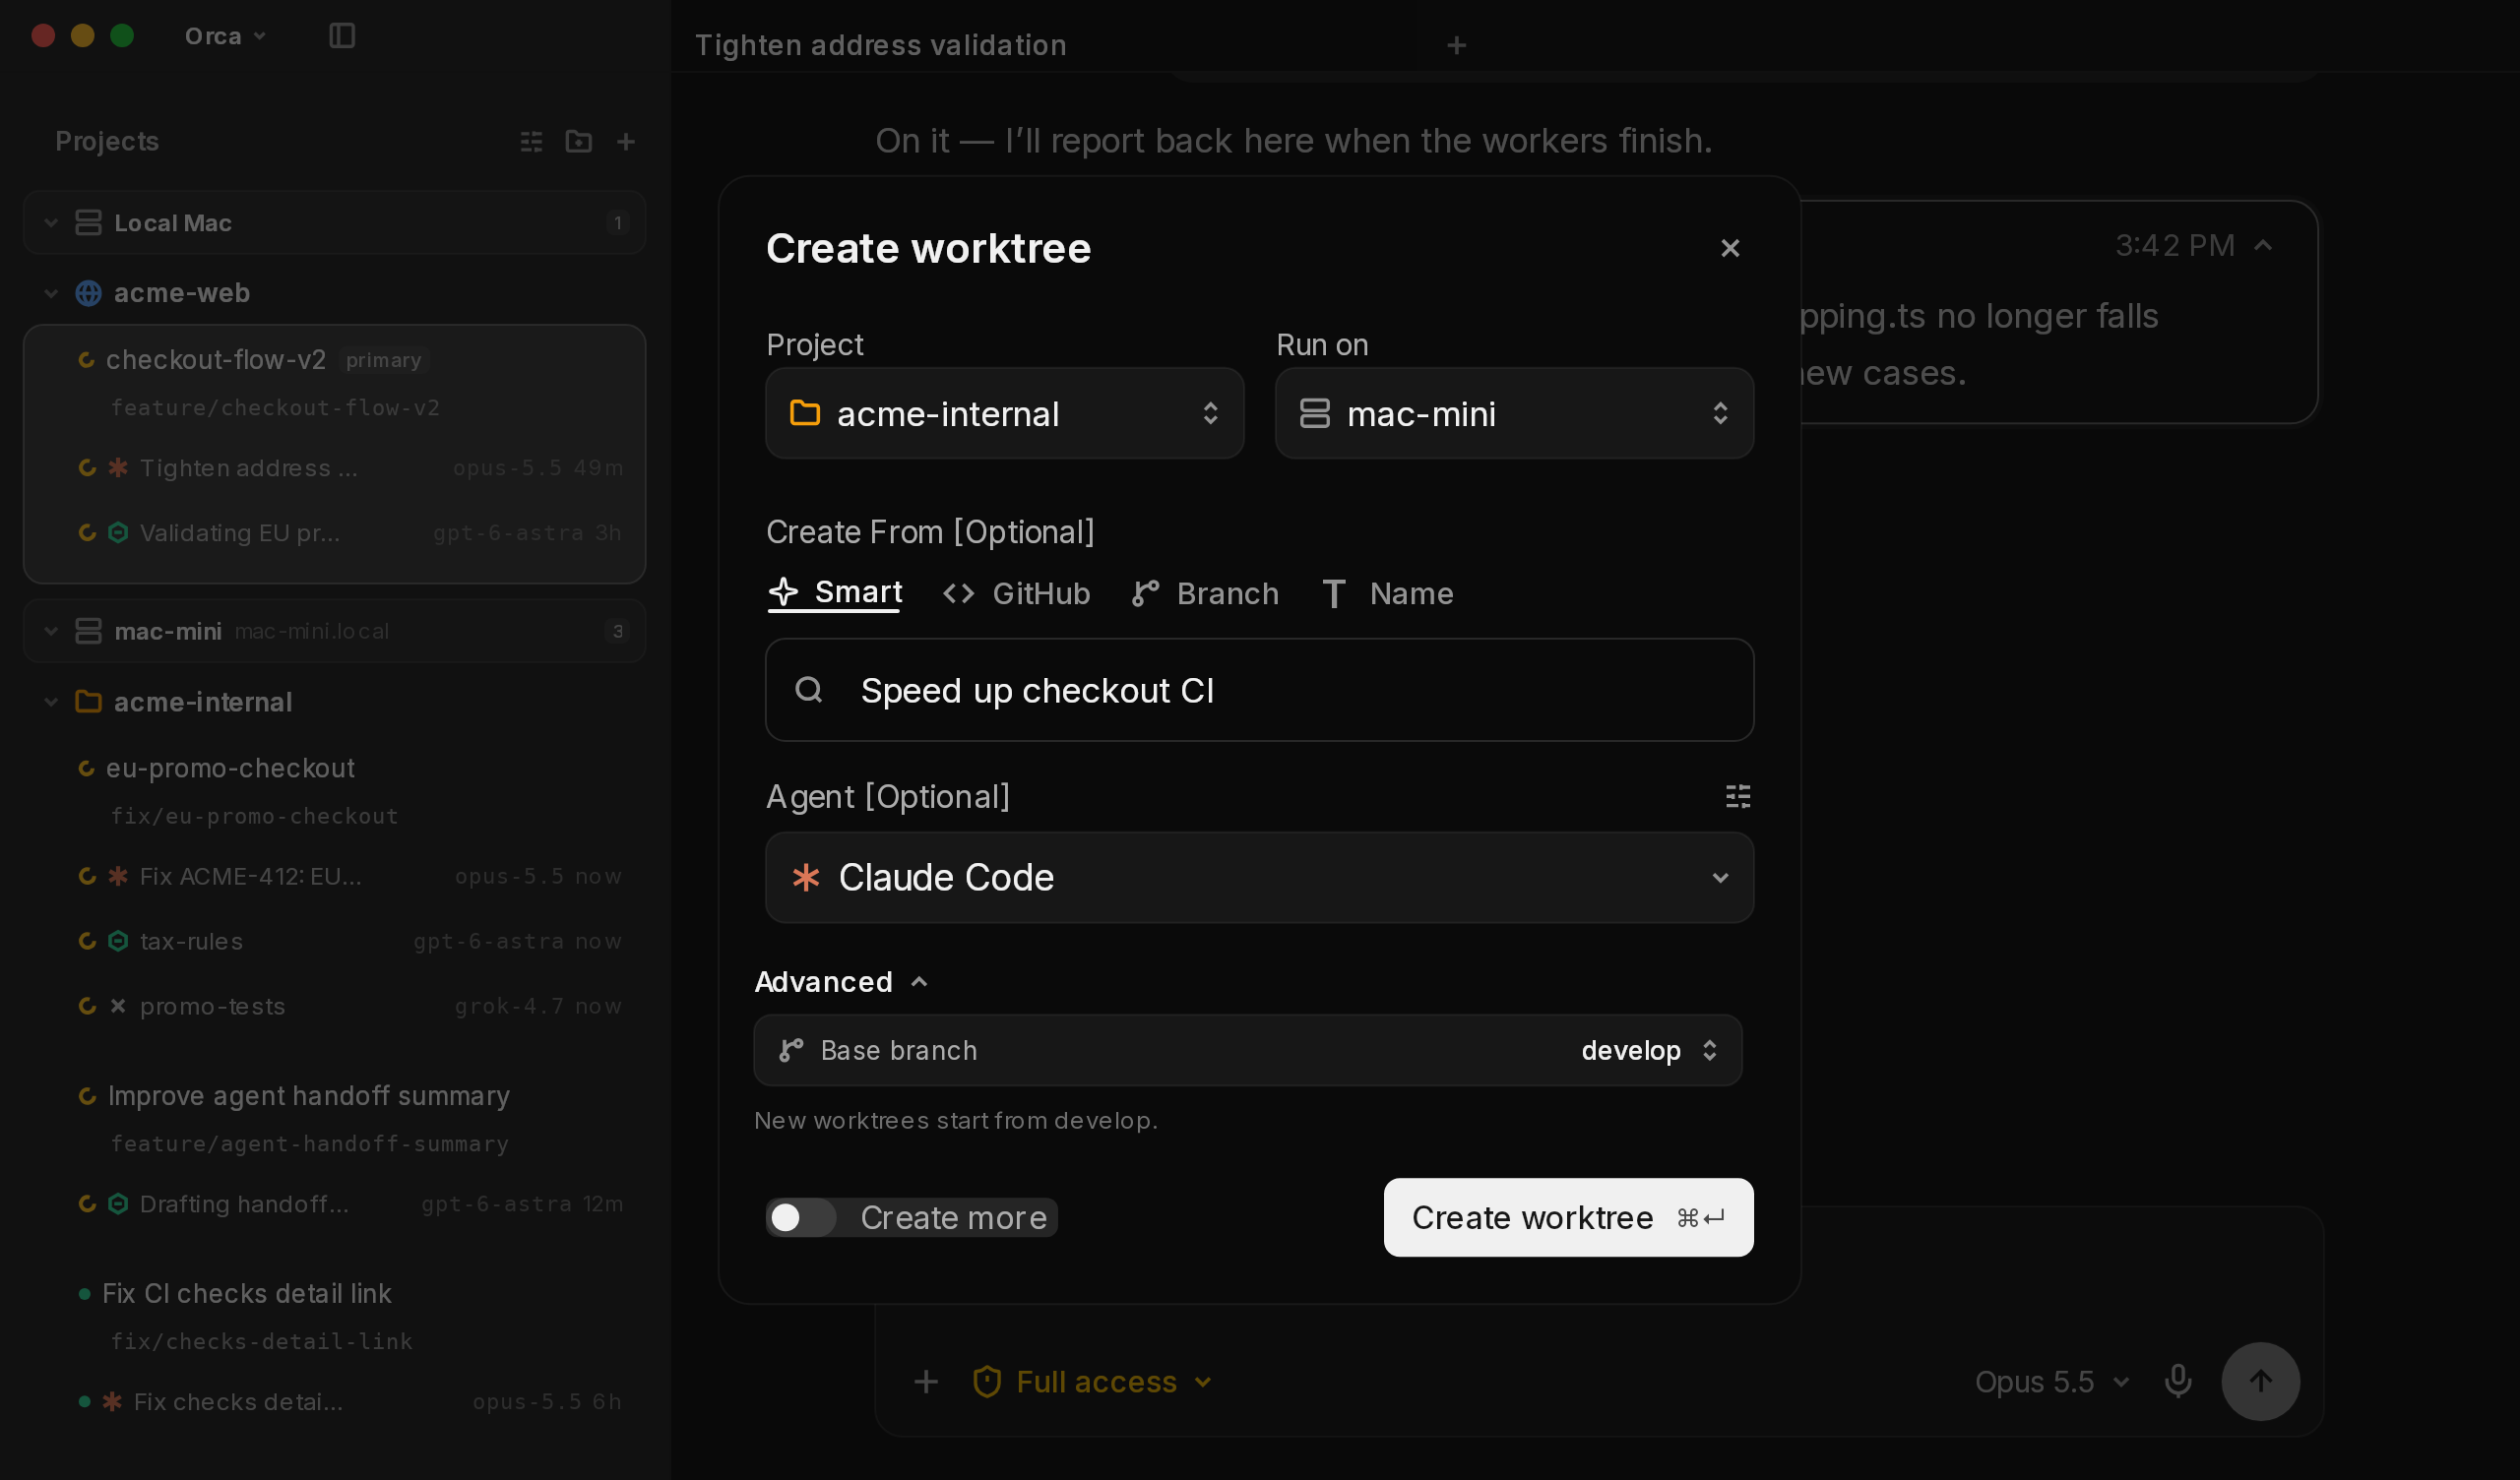 Orca
Projects
Local Mac 1
acme-web
checkout-flow-v2 primary
feature/checkout-flow-v2
Tighten address ... opus-5.5 49m
Validating EU pr... gpt-6-astra 3h
mac-mini mac-mini.local 3
acme-internal
eu-promo-checkout
fix/eu-promo-checkout
Fix ACME-412: EU... opus-5.5 now
tax-rules gpt-6-astra now
promo-tests grok-4.7 now
Improve agent handoff summary
feature/agent-handoff-summary
Drafting handoff... gpt-6-astra 12m
Fix CI checks detail link
fix/checks-detail-link
Fix checks detai... opus-5.5 6h
Tighten address validation
On it — I’ll report back here when the workers finish.
3:42 PM
pping.ts no longer falls
new cases.
Create worktree
Project Run on
acme-internal mac-mini
Create From [Optional]
Smart GitHub Branch Name
Speed up checkout CI
Agent [Optional]
Claude Code
Advanced
Base branch develop
New worktrees start from develop.
Create more Create worktree ⌘↵
Full access Opus 5.5